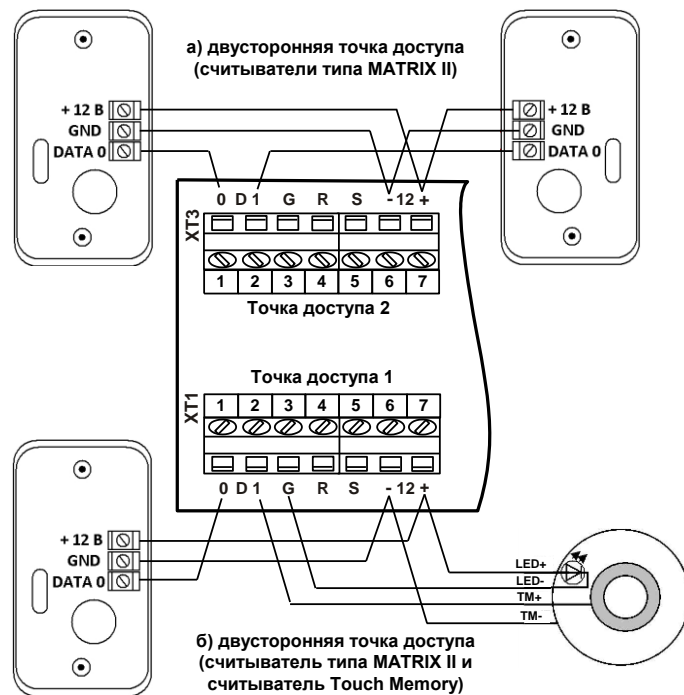 а) двусторонняя точка доступа
(считыватели типа MATRIX II)
+ 12 В
GND
DATA 0
+ 12 В
GND
DATA 0
0 D 1 G R S - 12 +
XT3
1 2 3 4 5 6 7
Точка доступа 2
Точка доступа 1
XT1
1 2 3 4 5 6 7
0 D 1 G R S - 12 +
+ 12 В
GND
DATA 0
LED+
LED-
TM+
TM-
б) двусторонняя точка доступа
(считыватель типа MATRIX II и
считыватель Touch Memory)